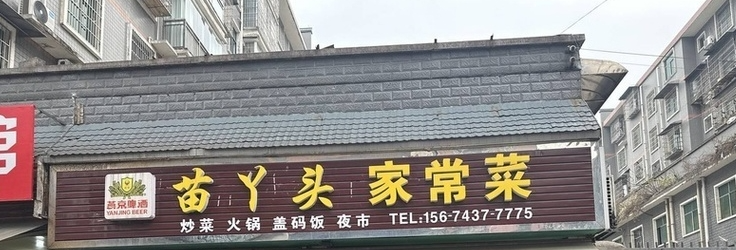 苗丫头 家常菜
燕京啤酒
YANJING BEER
炒菜 火锅 盖码饭 夜市 TEL:156-7437-7775